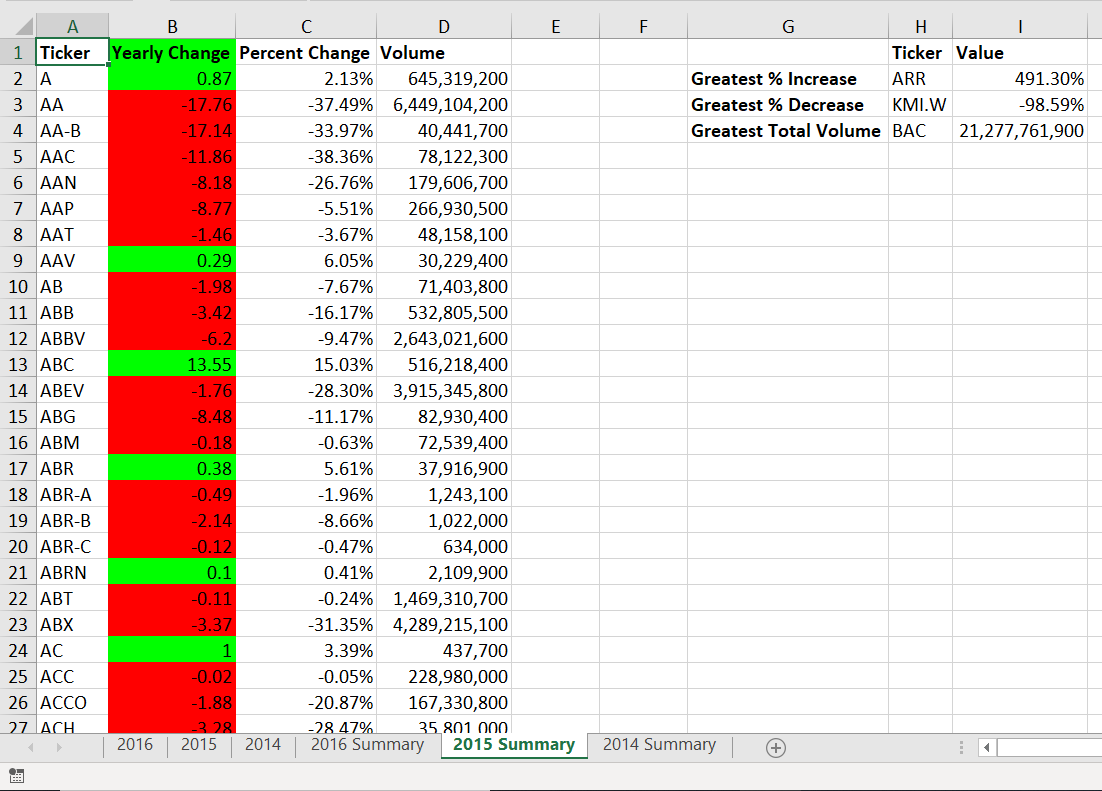 A B C D E F G H I
1 Ticker Yearly Change Percent Change Volume Ticker Value
2 A 0.87 2.13% 645,319,200 Greatest % Increase ARR 491.30%
3 AA -17.76 -37.49% 6,449,104,200 Greatest % Decrease KMI.W -98.59%
4 AA-B -17.14 -33.97% 40,441,700 Greatest Total Volume BAC 21,277,761,900
5 AAC -11.86 -38.36% 78,122,300
6 AAN -8.18 -26.76% 179,606,700
7 AAP -8.77 -5.51% 266,930,500
8 AAT -1.46 -3.67% 48,158,100
9 AAV 0.29 6.05% 30,229,400
10 AB -1.98 -7.67% 71,403,800
11 ABB -3.42 -16.17% 532,805,500
12 ABBV -6.2 -9.47% 2,643,021,600
13 ABC 13.55 15.03% 516,218,400
14 ABEV -1.76 -28.30% 3,915,345,800
15 ABG -8.48 -11.17% 82,930,400
16 ABM -0.18 -0.63% 72,539,400
17 ABR 0.38 5.61% 37,916,900
18 ABR-A -0.49 -1.96% 1,243,100
19 ABR-B -2.14 -8.66% 1,022,000
20 ABR-C -0.12 -0.47% 634,000
21 ABRN 0.1 0.41% 2,109,900
22 ABT -0.11 -0.24% 1,469,310,700
23 ABX -3.37 -31.35% 4,289,215,100
24 AC 1 3.39% 437,700
25 ACC -0.02 -0.05% 228,980,000
26 ACCO -1.88 -20.87% 167,330,800
27 ACH -3.28 -28.47% 35,801,000
2016 2015 2014 2016 Summary 2015 Summary 2014 Summary